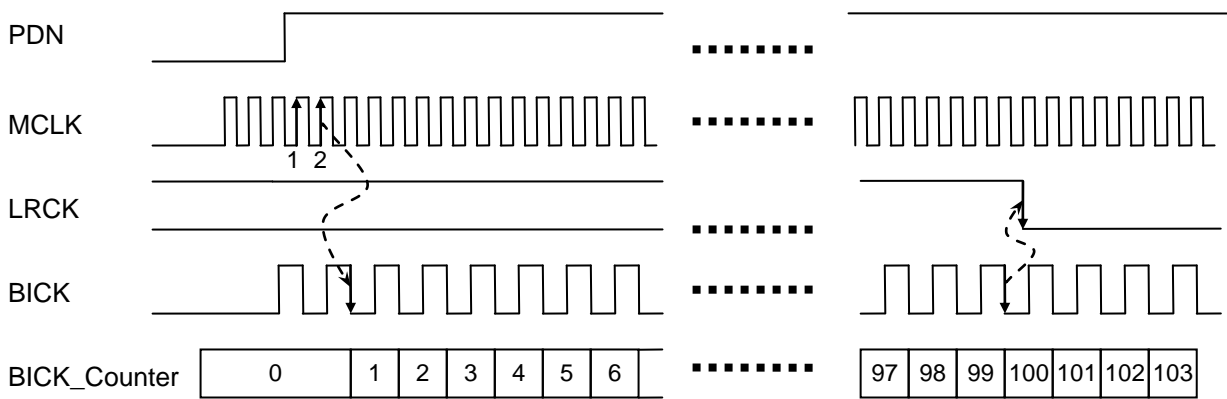 PDN
MCLK
1 2
LRCK
BICK
BICK_Counter 0 1 2 3 4 5 6 97 98 99 100 101 102 103